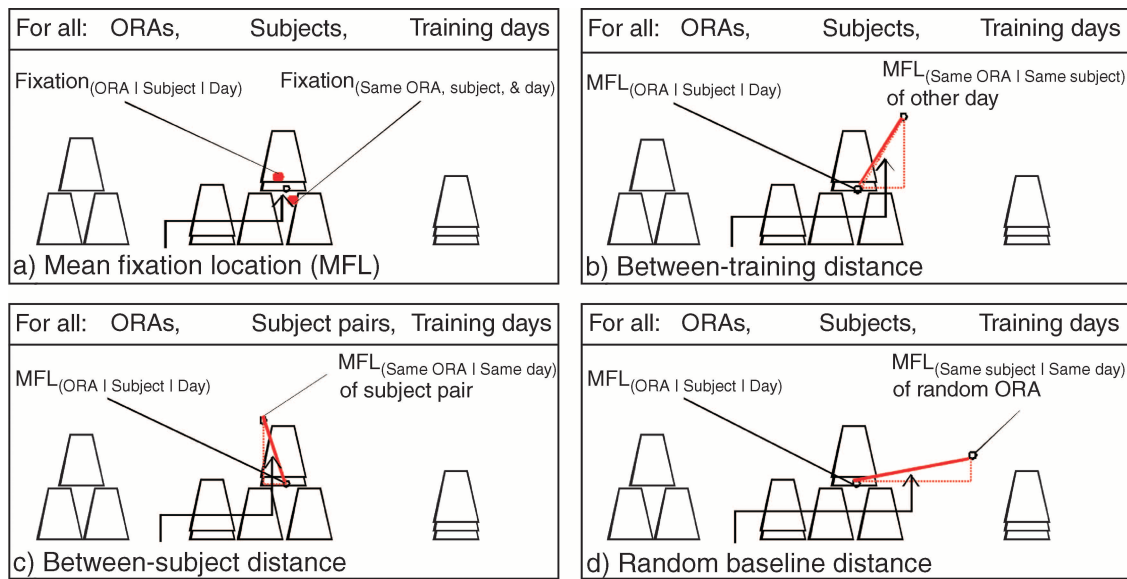 For all: ORAs, Subjects, Training days
Fixation(ORA | Subject | Day)
Fixation(Same ORA, subject, & day)
a) Mean fixation location (MFL)
For all: ORAs, Subjects, Training days
MFL(ORA | Subject | Day)
MFL(Same ORA | Same subject)
of other day
b) Between-training distance
For all: ORAs, Subject pairs, Training days
MFL(ORA | Subject | Day)
MFL(Same ORA | Same day)
of subject pair
c) Between-subject distance
For all: ORAs, Subjects, Training days
MFL(ORA | Subject | Day)
MFL(Same subject | Same day)
of random ORA
d) Random baseline distance